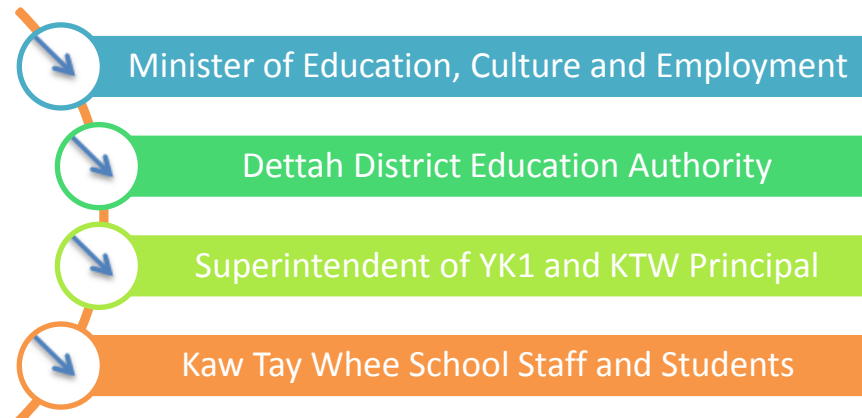 Minister of Education, Culture and Employment
Dettah District Education Authority
Superintendent of YK1 and KTW Principal
Kaw Tay Whee School Staff and Students